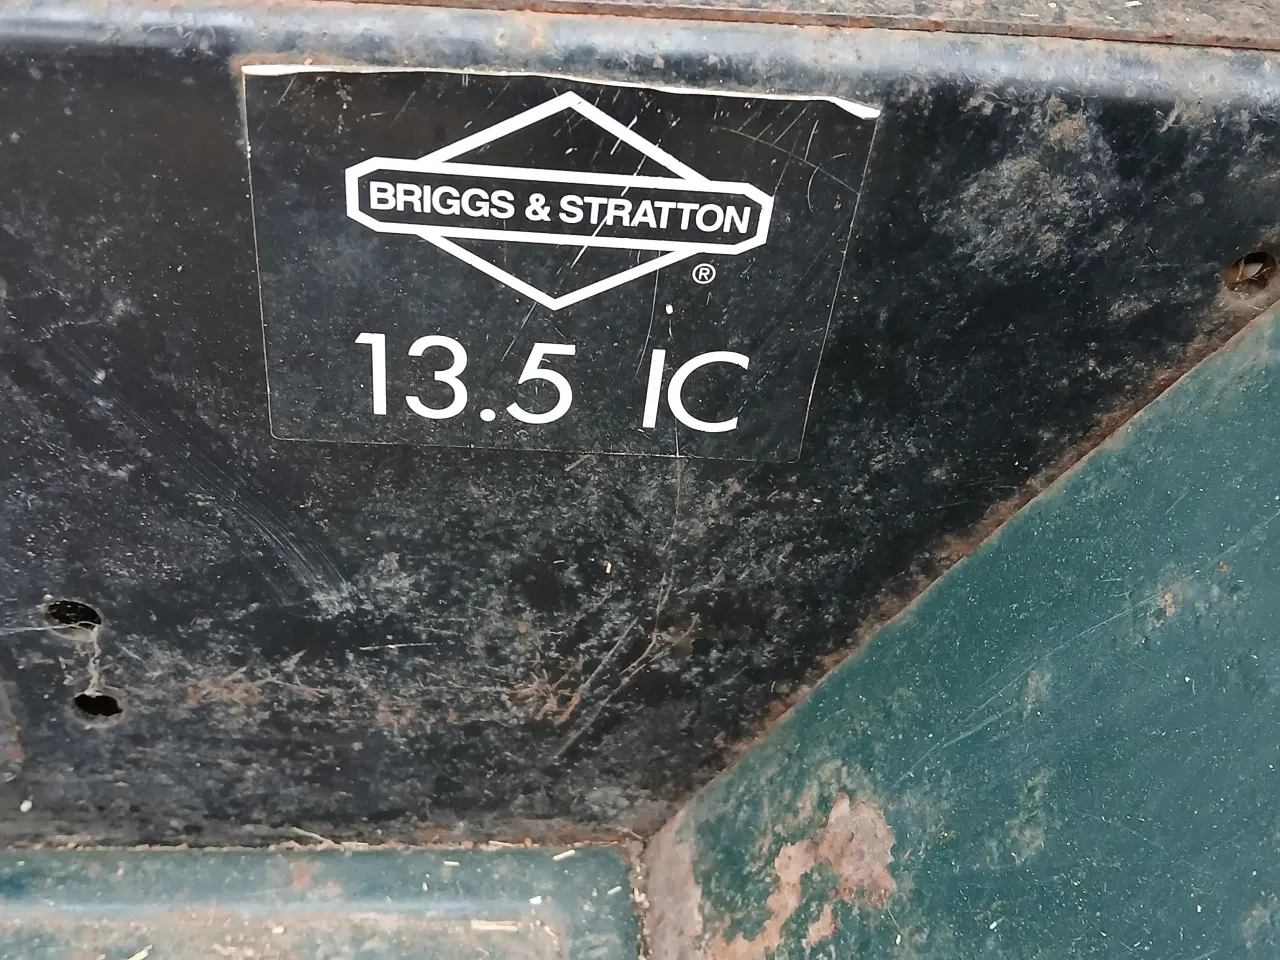 BRIGGS & STRATTON
®
13.5 IC